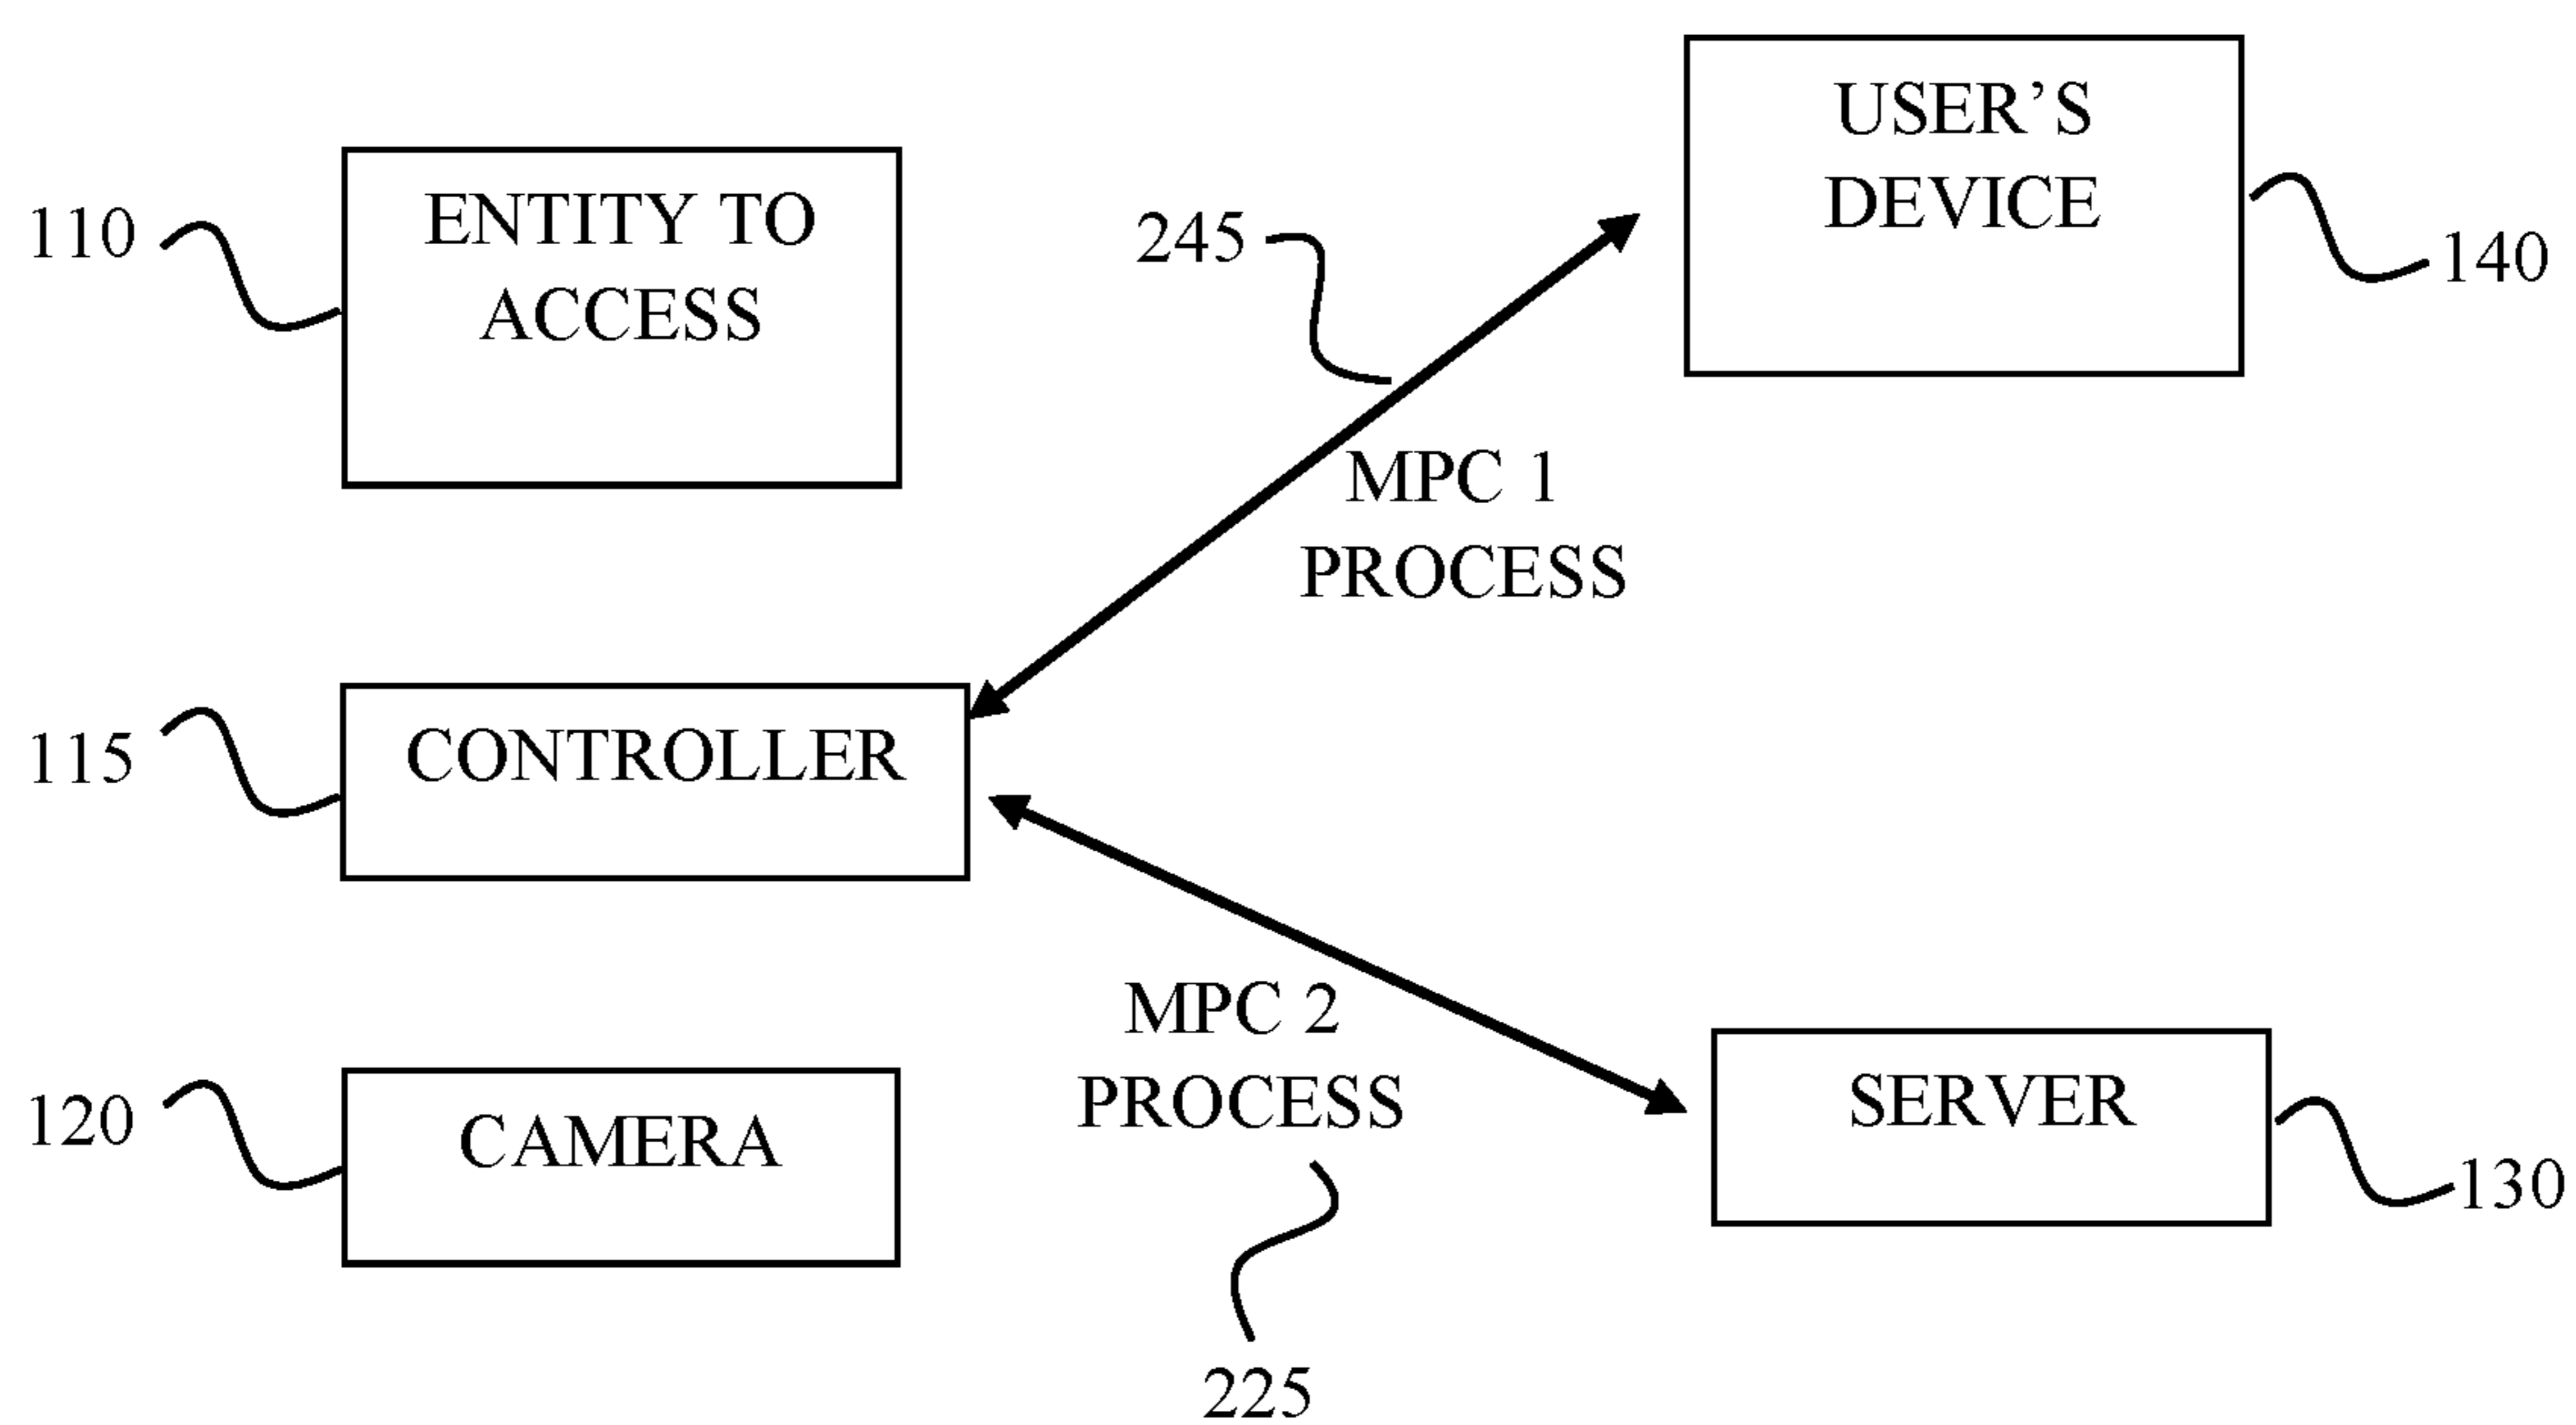 USER’S
DEVICE
140
110
ENTITY TO
ACCESS
245
MPC 1
PROCESS
115
CONTROLLER
MPC 2
PROCESS
225
120
CAMERA
SERVER
130